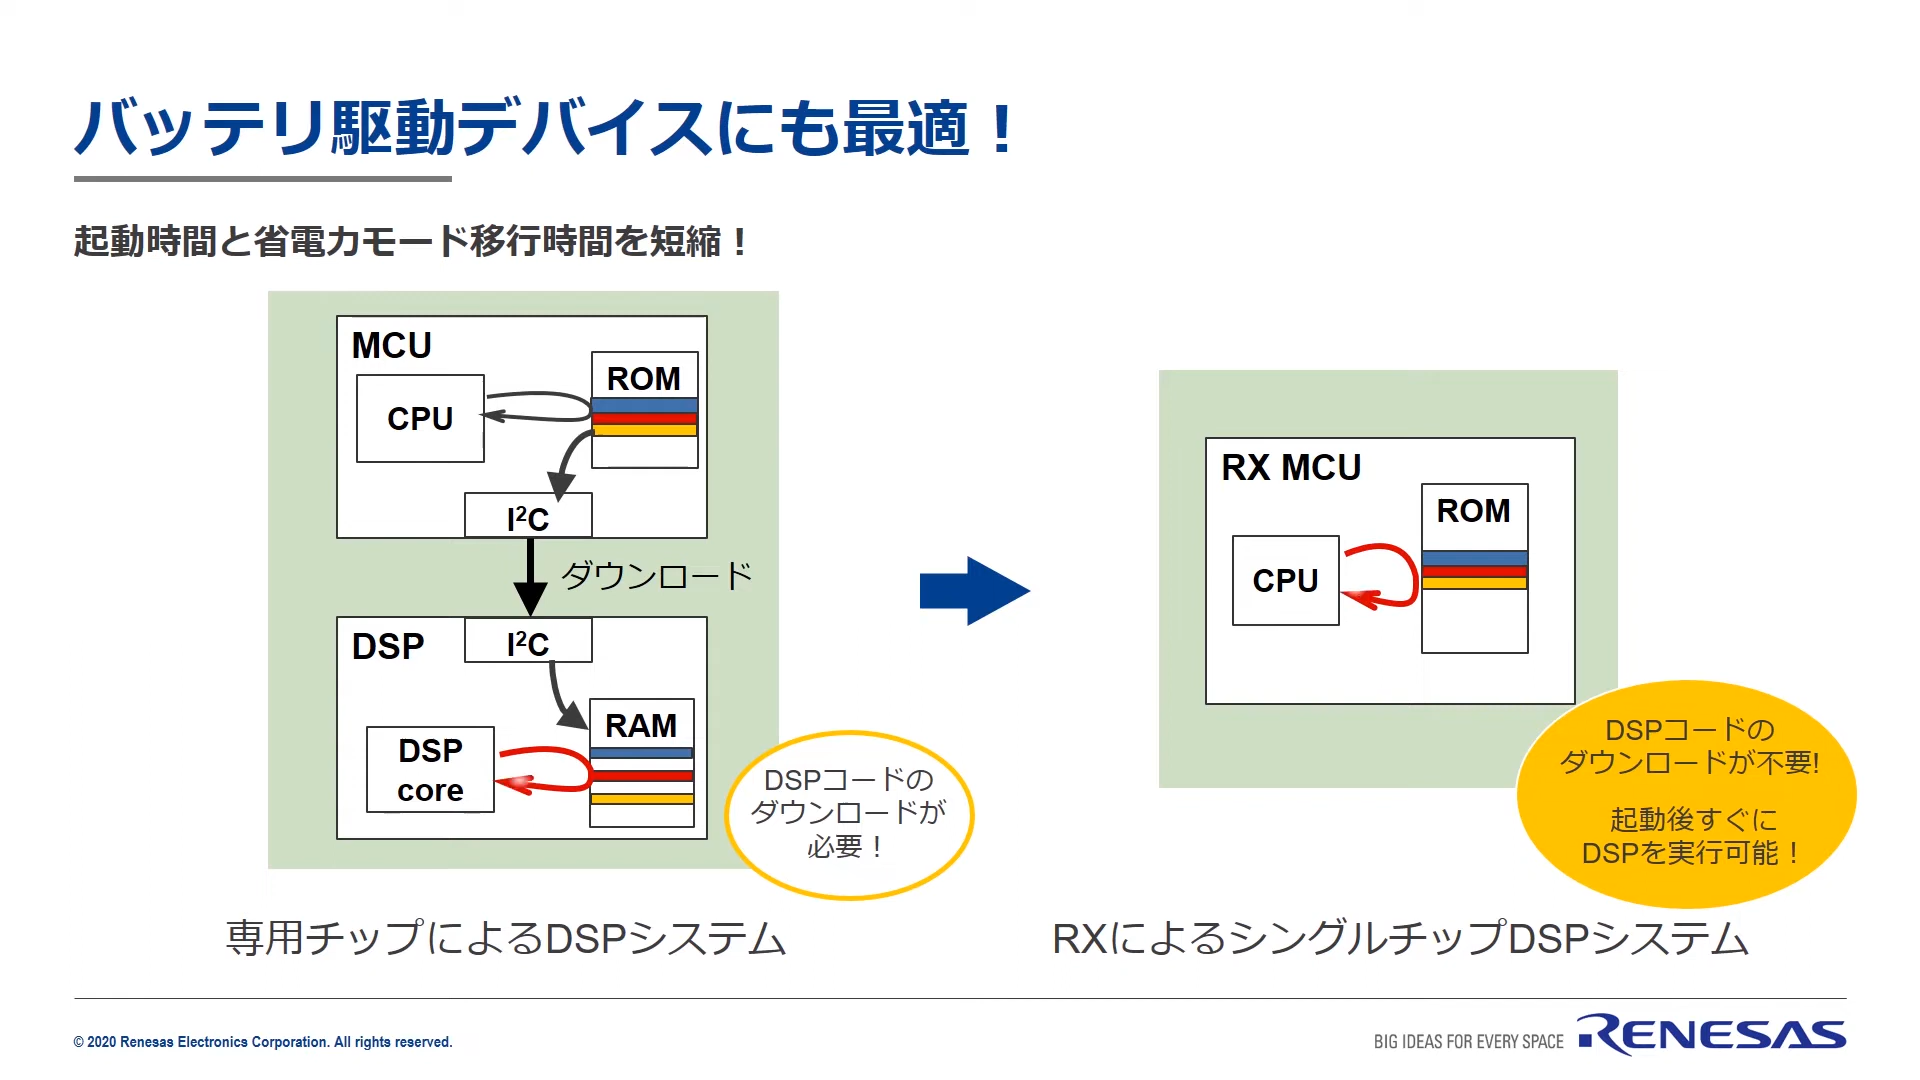 バッテリ駆動デバイスにも最適！
起動時間と省電力モード移行時間を短縮！
MCU
CPU
ROM
I²C
ダウンロード
DSP
I²C
RAM
DSP
core
DSPコードの
ダウンロードが
必要！
専用チップによるDSPシステム
RX MCU
ROM
CPU
DSPコードの
ダウンロードが不要!
起動後すぐに
DSPを実行可能！
RXによるシングルチップDSPシステム
© 2020 Renesas Electronics Corporation. All rights reserved.
BIG IDEAS FOR EVERY SPACE
RENESAS